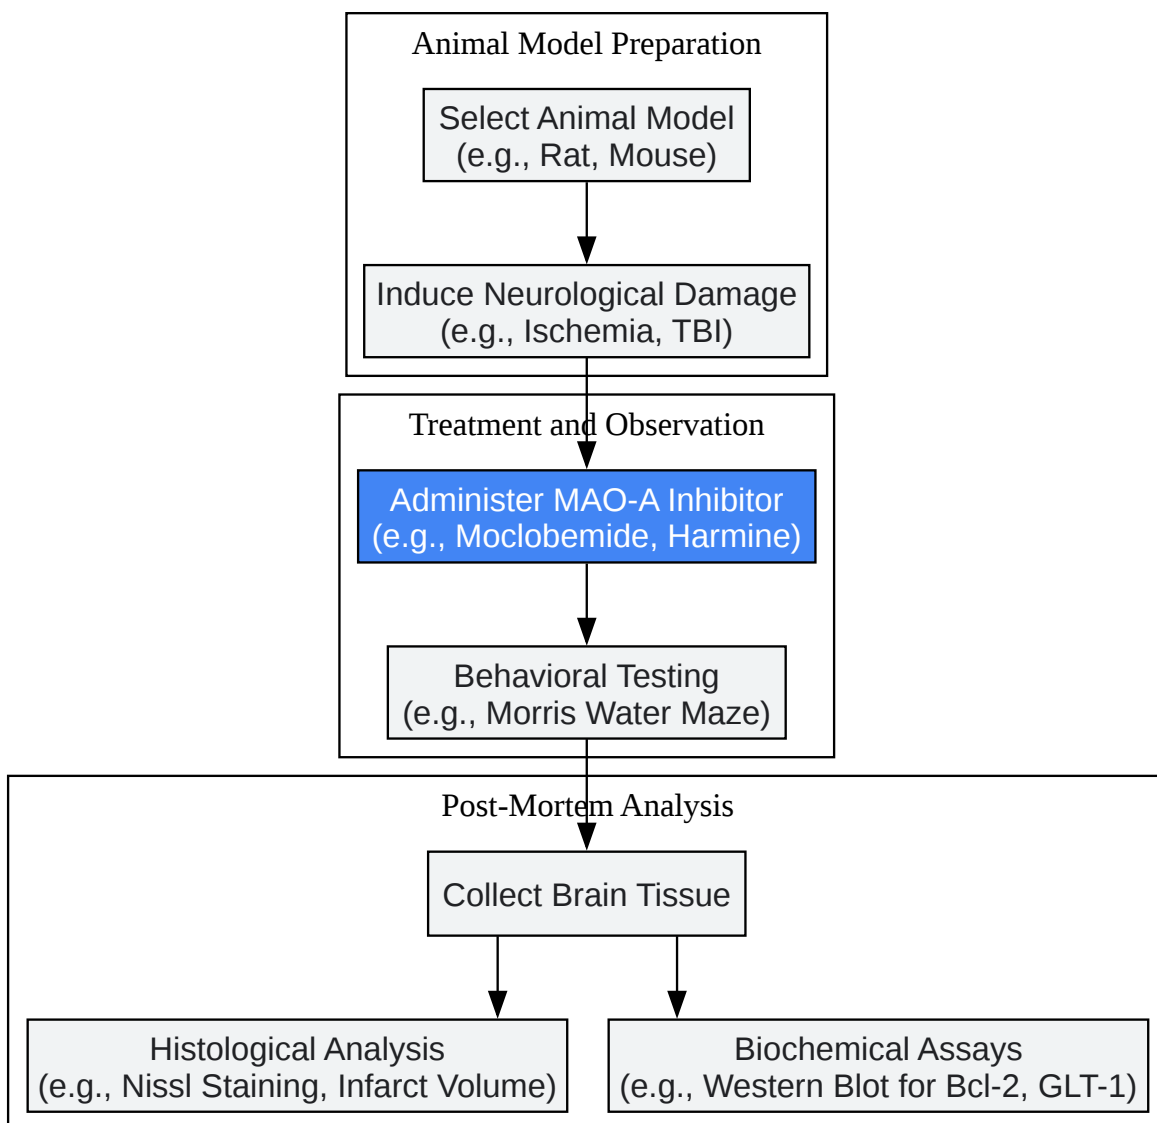 Animal Model Preparation
Select Animal Model
(e.g., Rat, Mouse)
Induce Neurological Damage
(e.g., Ischemia, TBI)
Treatment and Observation
Administer MAO-A Inhibitor
(e.g., Moclobemide, Harmine)
Behavioral Testing
(e.g., Morris Water Maze)
Post-Mortem Analysis
Collect Brain Tissue
Histological Analysis
(e.g., Nissl Staining, Infarct Volume)
Biochemical Assays
(e.g., Western Blot for Bcl-2, GLT-1)